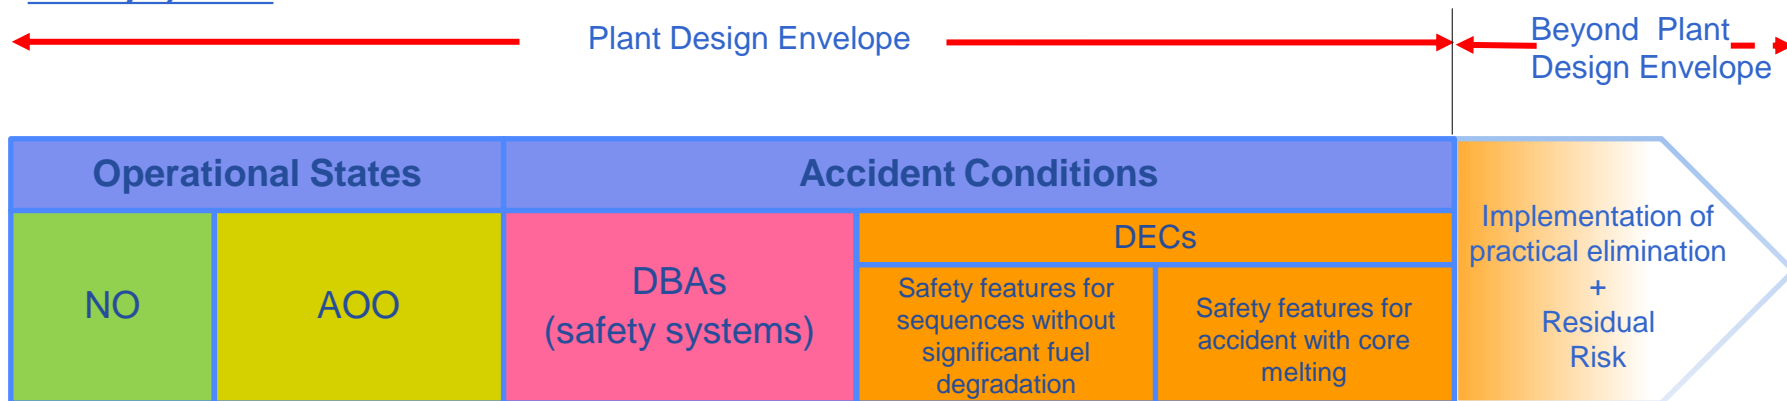 Plant Design Envelope
Beyond Plant
Design Envelope
Operational States
Accident Conditions
NO
AOO
DBAs
(safety systems)
DECs
Safety features for
sequences without
significant fuel
degradation
Safety features for
accident with core
melting
Implementation of
practical elimination
+
Residual
Risk